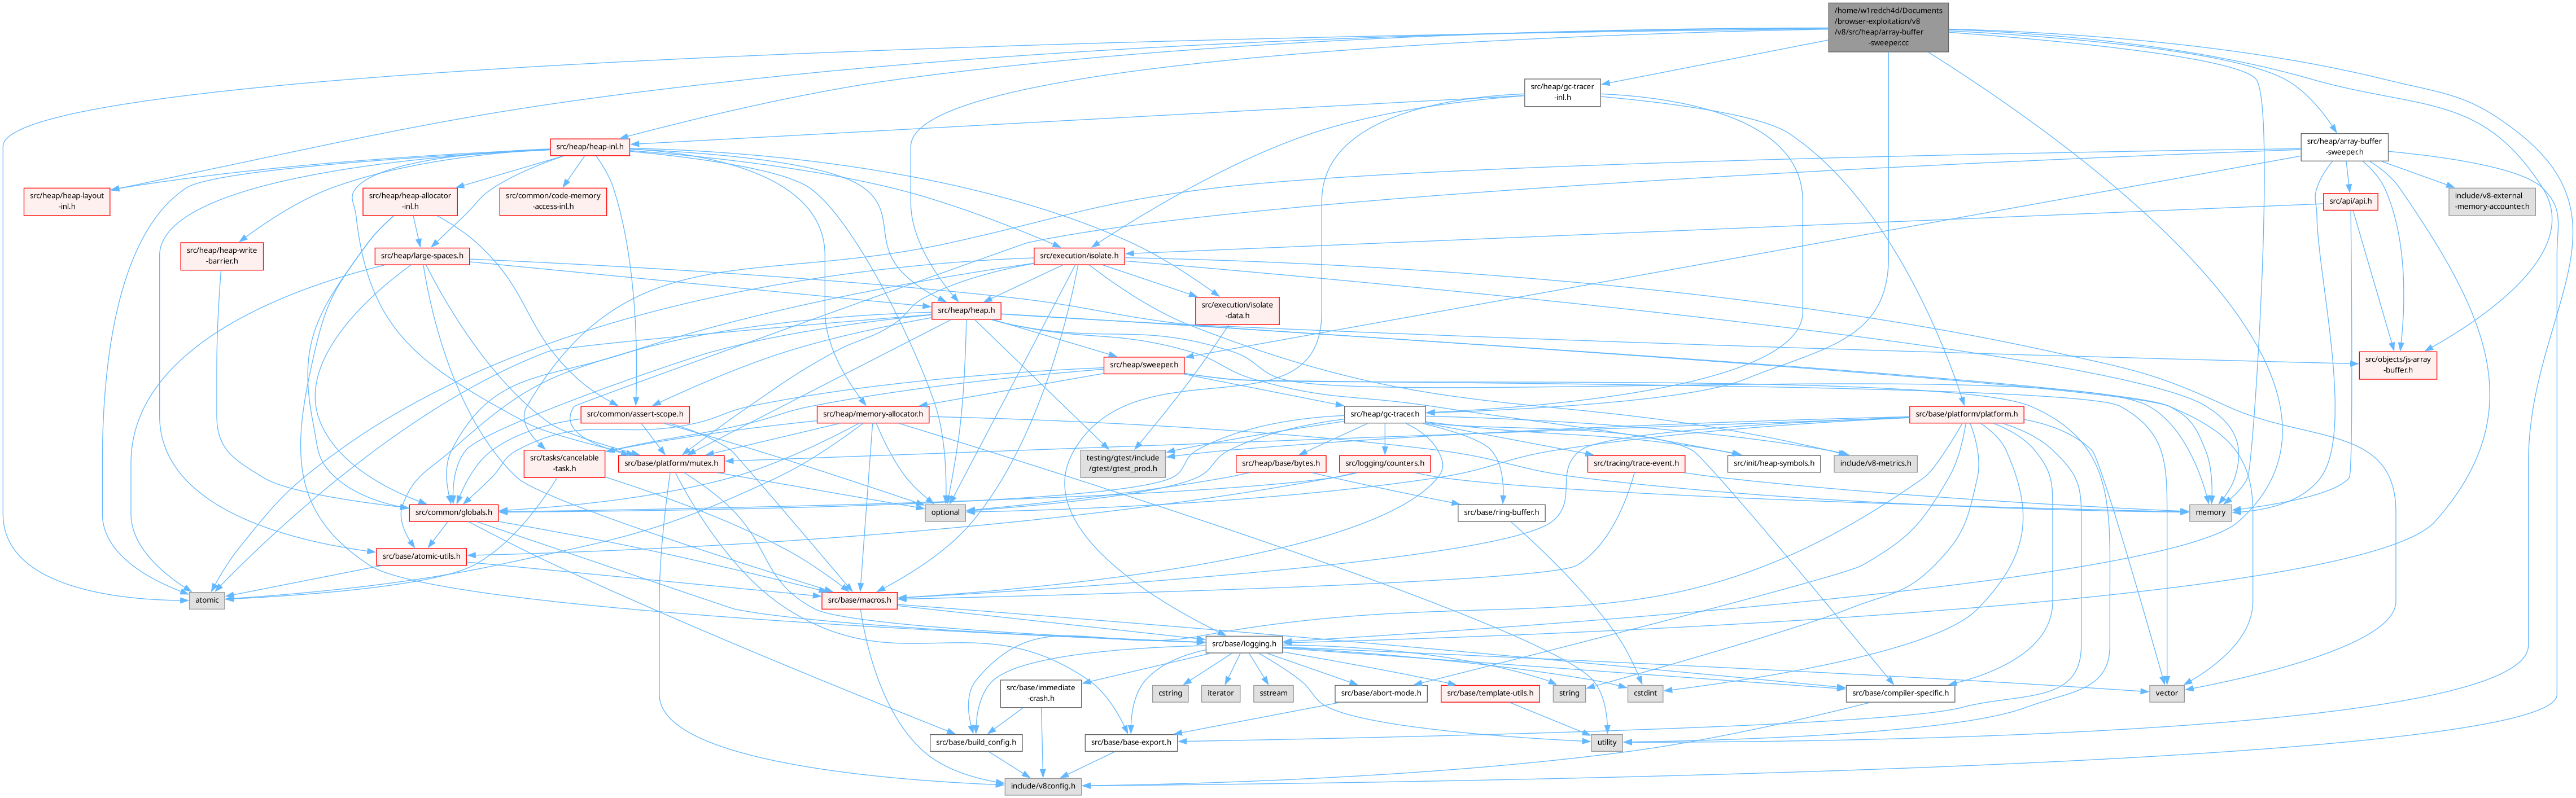 /home/w1redch4d/Documents
/browser-exploitation/v8
/v8/src/heap/array-buffer
-sweeper.cc
src/heap/gc-tracer
-inl.h
src/heap/heap-inl.h
src/heap/array-buffer
-sweeper.h
src/heap/heap-layout
-inl.h
src/heap/heap-allocator
-inl.h
src/common/code-memory
-access-inl.h
src/api/api.h
include/v8-external
-memory-accounter.h
src/heap/heap-write
-barrier.h
src/heap/large-spaces.h
src/execution/isolate.h
src/heap/heap.h
src/execution/isolate
-data.h
src/heap/sweeper.h
src/objects/js-array
-buffer.h
src/common/assert-scope.h
src/heap/memory-allocator.h
src/heap/gc-tracer.h
src/base/platform/platform.h
src/tasks/cancelable
-task.h
src/base/platform/mutex.h
testing/gtest/include
/gtest/gtest_prod.h
src/heap/base/bytes.h
src/logging/counters.h
src/tracing/trace-event.h
src/init/heap-symbols.h
include/v8-metrics.h
src/common/globals.h
optional
src/base/ring-buffer.h
memory
src/base/atomic-utils.h
atomic
src/base/macros.h
src/base/logging.h
src/base/immediate
-crash.h
cstring
iterator
sstream
src/base/abort-mode.h
src/base/template-utils.h
string
cstdint
src/base/compiler-specific.h
vector
src/base/build_config.h
src/base/base-export.h
utility
include/v8config.h